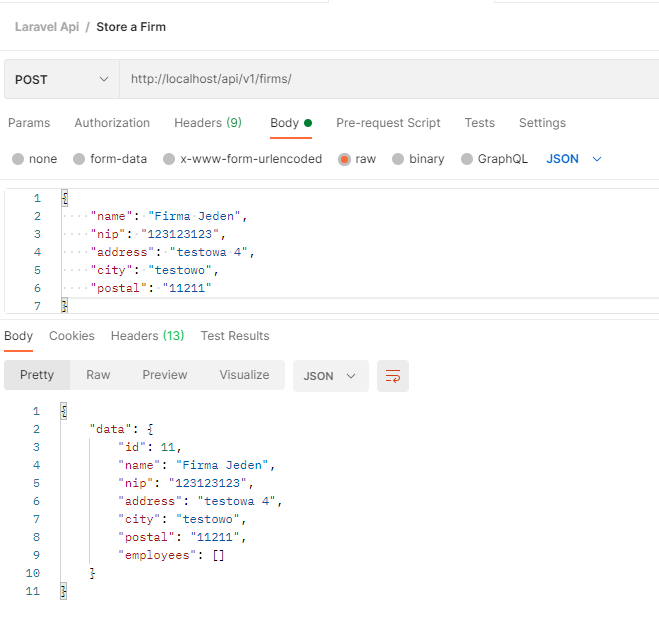 Laravel Api / Store a Firm
POST http://localhost/api/v1/firms/
Params Authorization Headers (9) Body Pre-request Script Tests Settings
none form-data x-www-form-urlencoded raw binary GraphQL JSON
1 {
2 "name": "Firma Jeden",
3 "nip": "123123123",
4 "address": "testowa 4",
5 "city": "testowo",
6 "postal": "11211"
7 }
Body Cookies Headers (13) Test Results
Pretty Raw Preview Visualize JSON
1 {
2 "data": {
3 "id": 11,
4 "name": "Firma Jeden",
5 "nip": "123123123",
6 "address": "testowa 4",
7 "city": "testowo",
8 "postal": "11211",
9 "employees": []
10 }
11 }